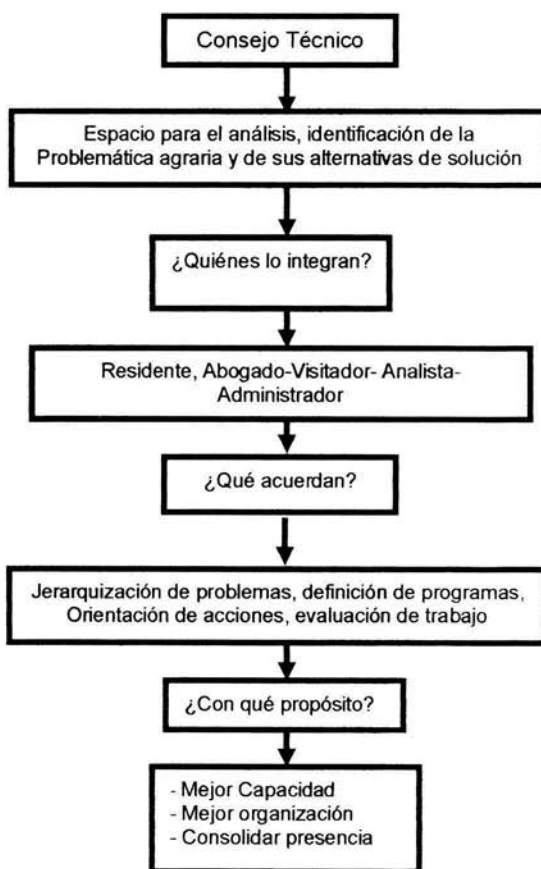 Consejo Técnico
Espacio para el análisis, identificación de la
Problemática agraria y de sus alternativas de solución
¿Quiénes lo integran?
Residente, Abogado-Visitador- Analista-
Administrador
¿Qué acuerdan?
Jerarquización de problemas, definición de programas,
Orientación de acciones, evaluación de trabajo
¿Con qué propósito?
- Mejor Capacidad
- Mejor organización
- Consolidar presencia